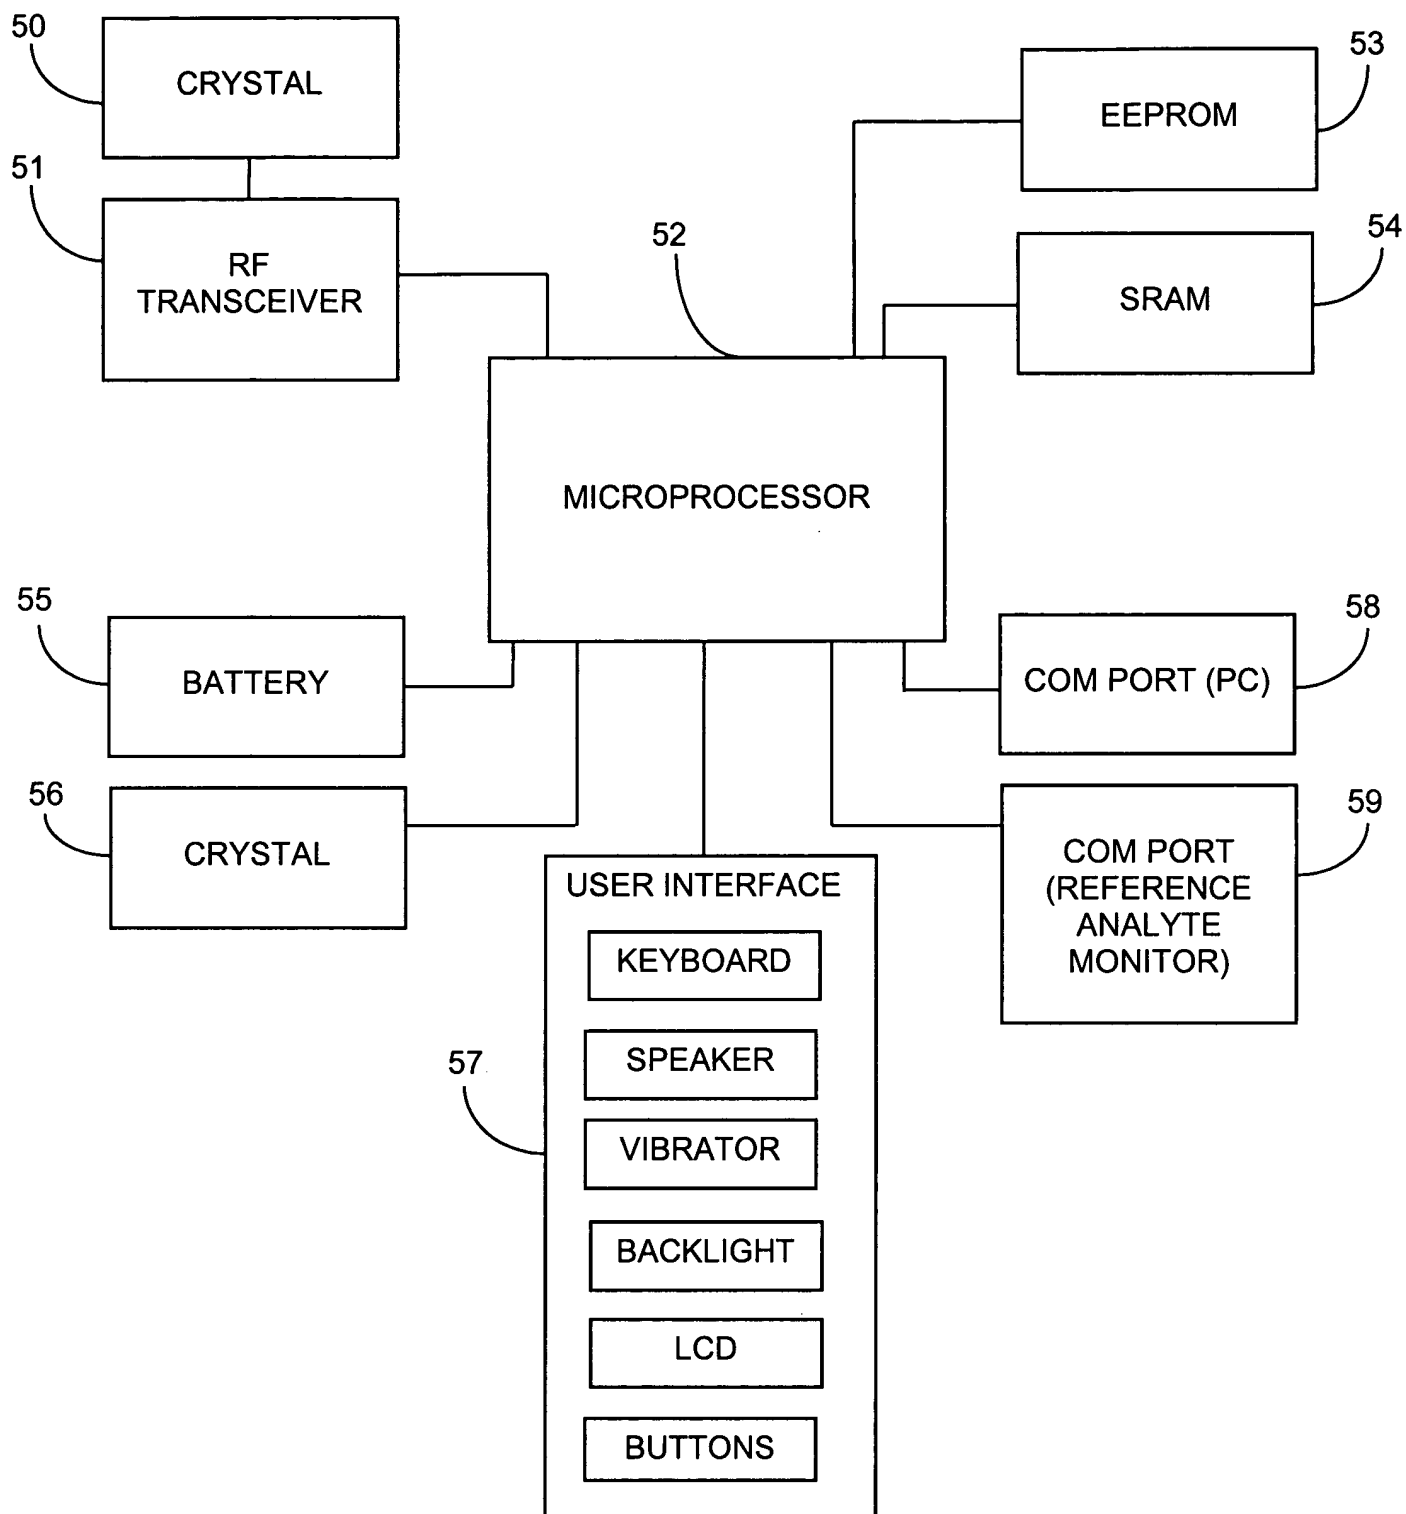 50
CRYSTAL
53
EEPROM
51
RF
TRANSCEIVER
52
54
SRAM
MICROPROCESSOR
55
BATTERY
58
COM PORT (PC)
56
CRYSTAL
59
COM PORT
(REFERENCE
ANALYTE
MONITOR)
57
USER INTERFACE
KEYBOARD
SPEAKER
VIBRATOR
BACKLIGHT
LCD
BUTTONS